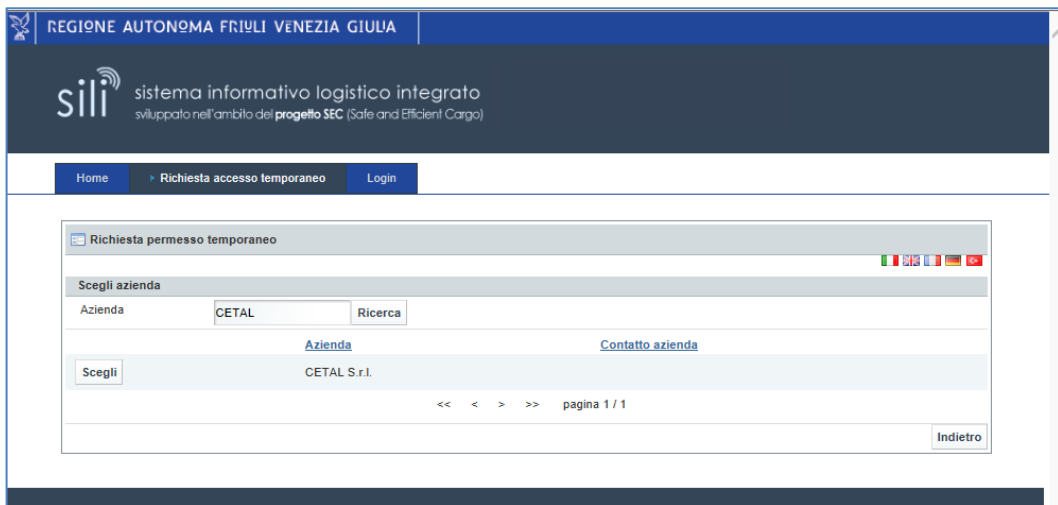 REGIONE AUTONOMA FRIULI VENEZIA GIULIA
sili
sistema informativo logistico integrato
sviluppato nell'ambito del progetto SEC (Safe and Efficient Cargo)
Home Richiesta accesso temporaneo Login
Richiesta permesso temporaneo
Scegli azienda
Azienda CETAL Ricerca
Azienda Contatto azienda
Scegli CETAL S.r.l.
<< < > >> pagina 1 / 1
Indietro